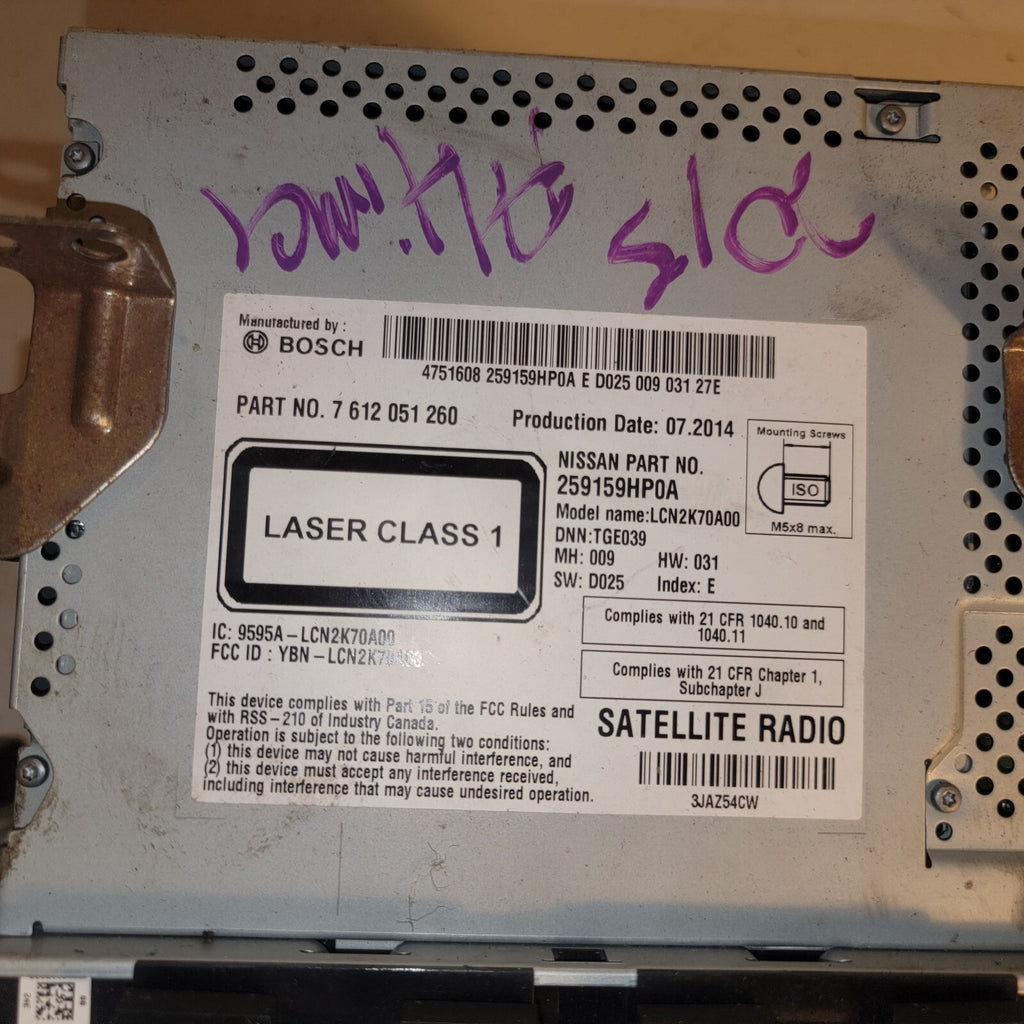 Manufactured by :
BOSCH
4751608 259159HP0A E D025 009 031 27E
PART NO. 7 612 051 260
Production Date: 07.2014
Mounting Screws
ISO
M5x8 max.
LASER CLASS 1
NISSAN PART NO.
259159HP0A
Model name:LCN2K70A00
DNN:TGE039
MH: 009 HW: 031
SW: D025 Index: E
Complies with 21 CFR 1040.10 and
1040.11
Complies with 21 CFR Chapter 1,
Subchapter J
IC: 9595A-LCN2K70A00
FCC ID : YBN-LCN2K70A00
This device complies with Part 15 of the FCC Rules and
with RSS-210 of Industry Canada.
Operation is subject to the following two conditions:
(1) this device may not cause harmful interference, and
(2) this device must accept any interference received,
including interference that may cause undesired operation.
SATELLITE RADIO
3JAZ54CW